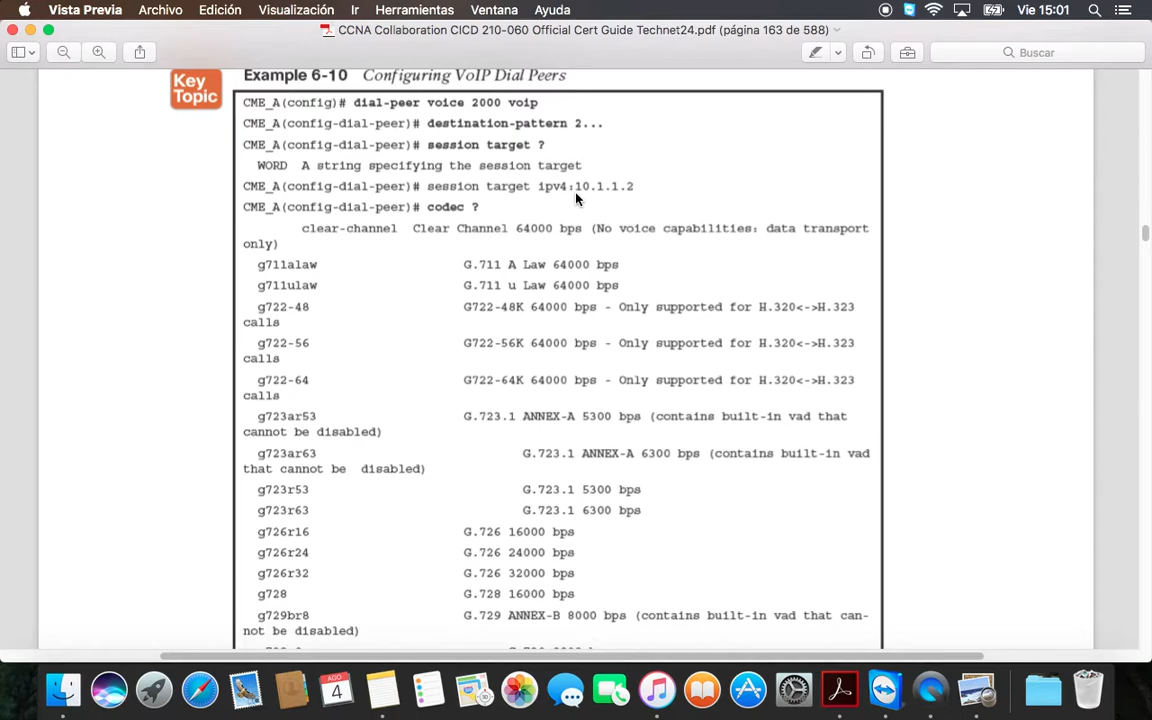 Vista Previa Archivo Edición Visualización Ir Herramientas Ventana Ayuda Vie 15:01
CCNA Collaboration CICD 210-060 Official Cert Guide Technet24.pdf (página 163 de 588)
Buscar
Key
Topic
Example 6-10 Configuring VoIP Dial Peers
CME_A(config)# dial-peer voice 2000 voip
CME_A(config-dial-peer)# destination-pattern 2...
CME_A(config-dial-peer)# session target ?
WORD A string specifying the session target
CME_A(config-dial-peer)# session target ipv4:10.1.1.2
CME_A(config-dial-peer)# codec ?
clear-channel Clear Channel 64000 bps (No voice capabilities: data transport
only)
g711alaw G.711 A Law 64000 bps
g711ulaw G.711 u Law 64000 bps
g722-48 G722-48K 64000 bps - Only supported for H.320<->H.323
calls
g722-56 G722-56K 64000 bps - Only supported for H.320<->H.323
calls
g722-64 G722-64K 64000 bps - Only supported for H.320<->H.323
calls
g723ar53 G.723.1 ANNEX-A 5300 bps (contains built-in vad that
cannot be disabled)
g723ar63 G.723.1 ANNEX-A 6300 bps (contains built-in vad
that cannot be disabled)
g723r53 G.723.1 5300 bps
g723r63 G.723.1 6300 bps
g726r16 G.726 16000 bps
g726r24 G.726 24000 bps
g726r32 G.726 32000 bps
g728 G.728 16000 bps
g729br8 G.729 ANNEX-B 8000 bps (contains built-in vad that can-
not be disabled)
AGO
4